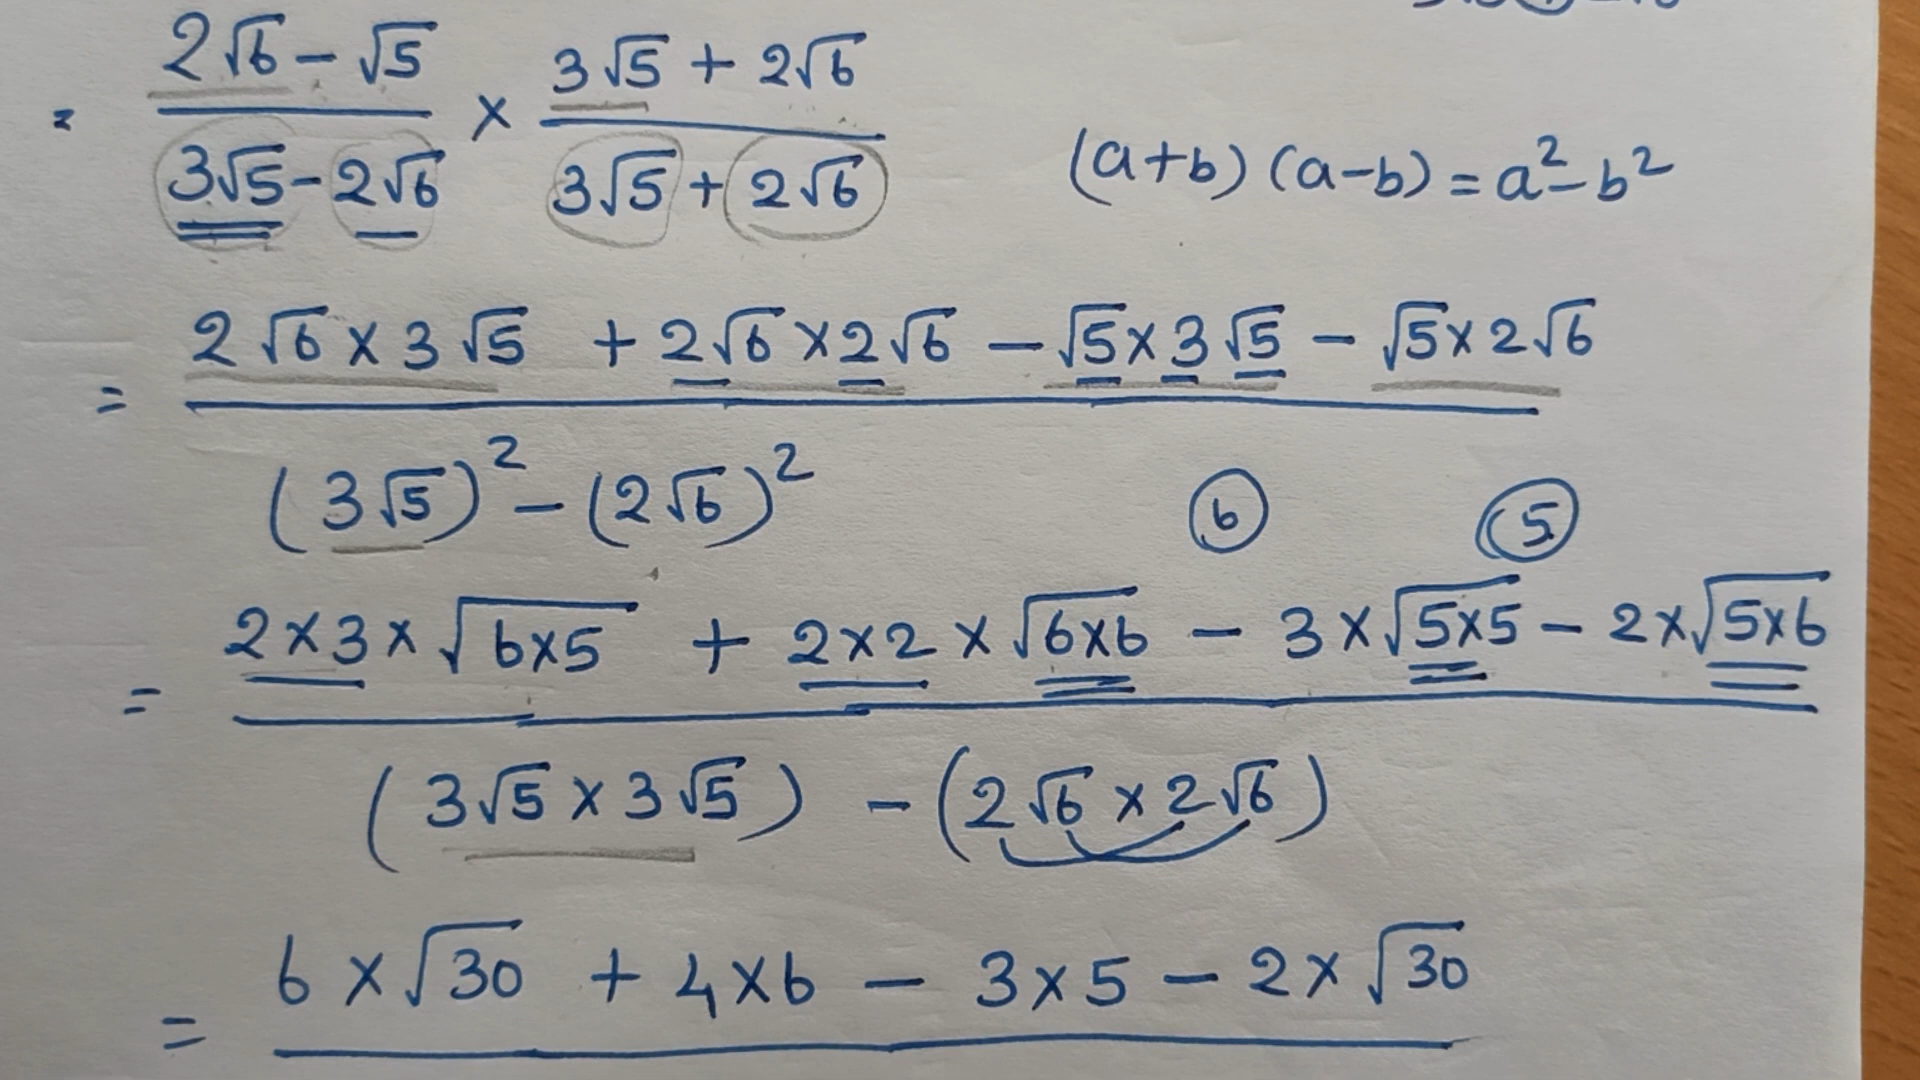 = (2√6 - √5)/(3√5 - 2√6) × (3√5 + 2√6)/(3√5 + 2√6)
(a+b) (a-b) = a² - b²
= (2√6 × 3√5 + 2√6 × 2√6 - √5 × 3√5 - √5 × 2√6)/((3√5)² - (2√6)²)
6 5
= (2×3×√(6×5) + 2×2×√(6×6) - 3×√(5×5) - 2×√(5×6))/((3√5 × 3√5) - (2√6 × 2√6))
= 6×√30 + 4×6 - 3×5 - 2×√30